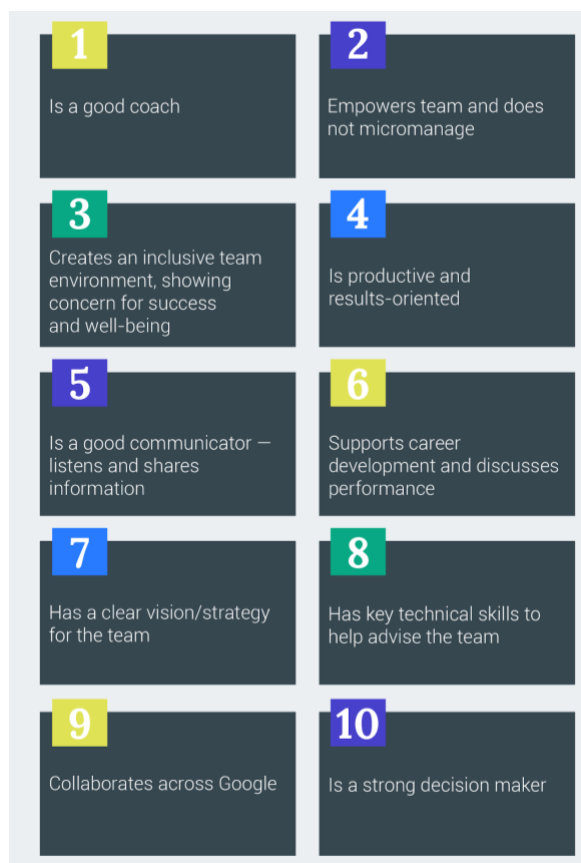 1
Is a good coach
2
Empowers team and does
not micromanage
3
Creates an inclusive team
environment, showing
concern for success
and well-being
4
Is productive and
results-oriented
5
Is a good communicator —
listens and shares
information
6
Supports career
development and discusses
performance
7
Has a clear vision/strategy
for the team
8
Has key technical skills to
help advise the team
9
Collaborates across Google
10
Is a strong decision maker